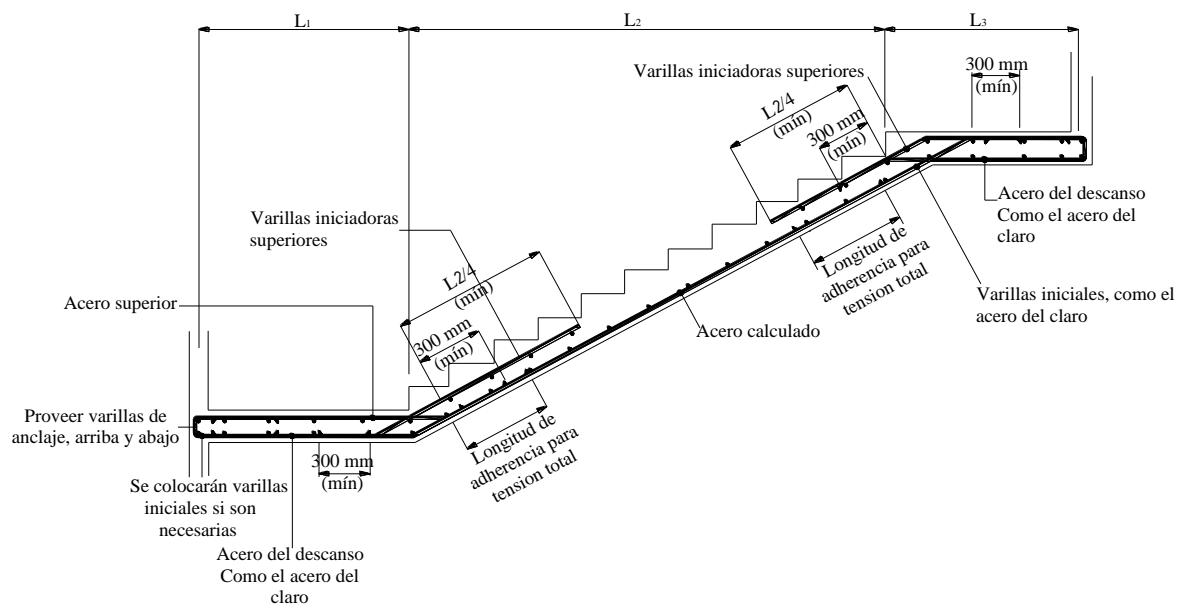 L1
L2
L3
Varillas iniciadoras superiores
300 mm
(mín)
L2/4
(mín)
300 mm
(mín)
Varillas iniciadoras
superiores
Acero del descanso
Como el acero del
claro
L2/4
(mín)
Longitud de
adherencia para
tension total
Acero superior
Varillas iniciales, como el
acero del claro
300 mm
(mín)
Acero calculado
Proveer varillas de
anclaje, arriba y abajo
Longitud de
adherencia para
tension total
300 mm
(mín)
Se colocarán varillas
iniciales si son
necesarias
Acero del descanso
Como el acero del
claro